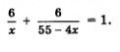 6/x + 6/(55 − 4x) = 1.